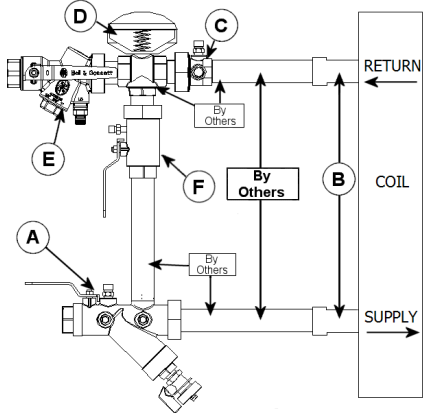 D
C
Bell & Gossett
RETURN
By
Others
E
F
By
Others
B
COIL
A
By
Others
SUPPLY